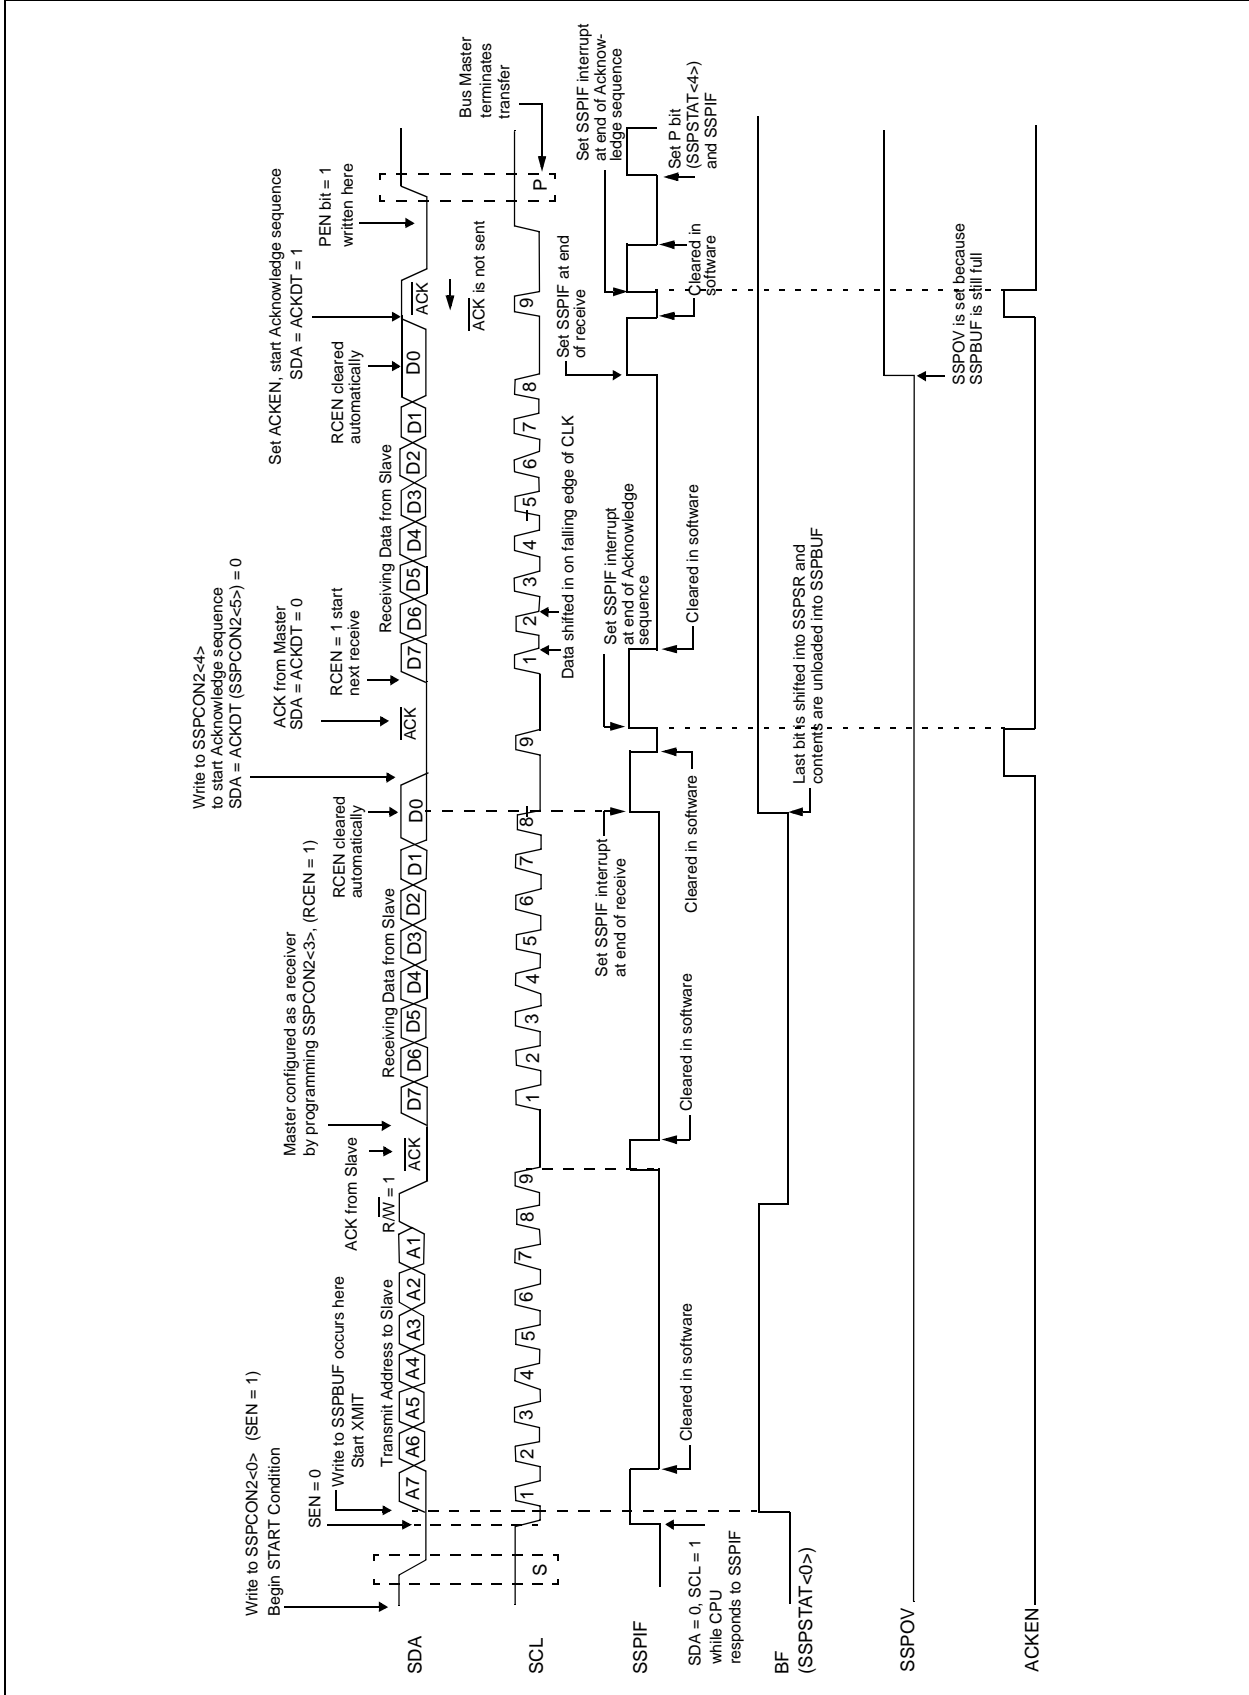 Write to SSPCON2<0> (SEN = 1)
Begin START Condition
SEN = 0
Write to SSPBUF occurs here
Start XMIT
Transmit Address to Slave
R/W = 1
ACK from Slave
Master configured as a receiver
by programming SSPCON2<3>, (RCEN = 1)
Receiving Data from Slave
RCEN cleared
automatically
Write to SSPCON2<4>
to start Acknowledge sequence
SDA = ACKDT (SSPCON2<5>) = 0
ACK from Master
SDA = ACKDT = 0
RCEN = 1 start
next receive
Receiving Data from Slave
RCEN cleared
automatically
Set ACKEN, start Acknowledge sequence
SDA = ACKDT = 1
PEN bit = 1
written here
SDA
A7 A6 A5 A4 A3 A2 A1 ACK D7 D6 D5 D4 D3 D2 D1 D0 ACK D7 D6 D5 D4 D3 D2 D1 D0 ACK
ACK is not sent
Bus Master
terminates
transfer
SCL
S 1 2 3 4 5 6 7 8 9 1 2 3 4 5 6 7 8 9 1 2 3 4 5 6 7 8 9 P
Data shifted in on falling edge of CLK
Set SSPIF interrupt
at end of receive
Set SSPIF interrupt
at end of Acknowledge
sequence
Set SSPIF at end
of receive
Set SSPIF interrupt
at end of Acknow-
ledge sequence
SSPIF
SDA = 0, SCL = 1
while CPU
responds to SSPIF
Cleared in software
Cleared in software
Cleared in software
Cleared in software
Cleared in
software
Set P bit
(SSPSTAT<4>)
and SSPIF
BF
(SSPSTAT<0>)
Last bit is shifted into SSPSR and
contents are unloaded into SSPBUF
SSPOV
SSPOV is set because
SSPBUF is still full
ACKEN